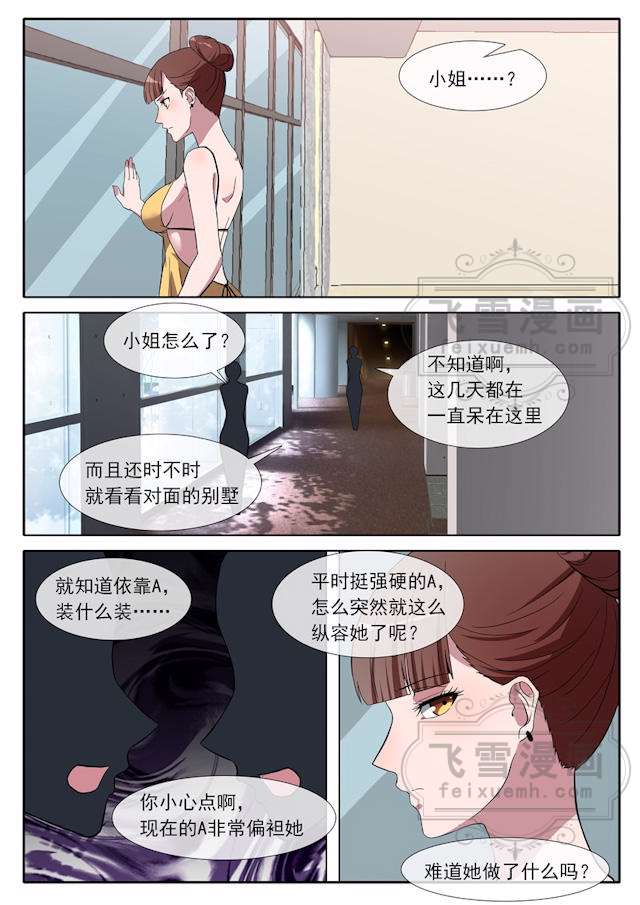 小姐……？
飞雪漫画
feixuemh.com
小姐怎么了？
不知道啊，
这几天都在
一直呆在这里
而且还时不时
就看看对面的别墅
就知道依靠A，
装什么装……
平时挺强硬的A，
怎么突然就这么
纵容她了呢？
你小心点啊，
现在的A非常偏袒她
飞雪漫画
feixuemh.com
难道她做了什么吗？